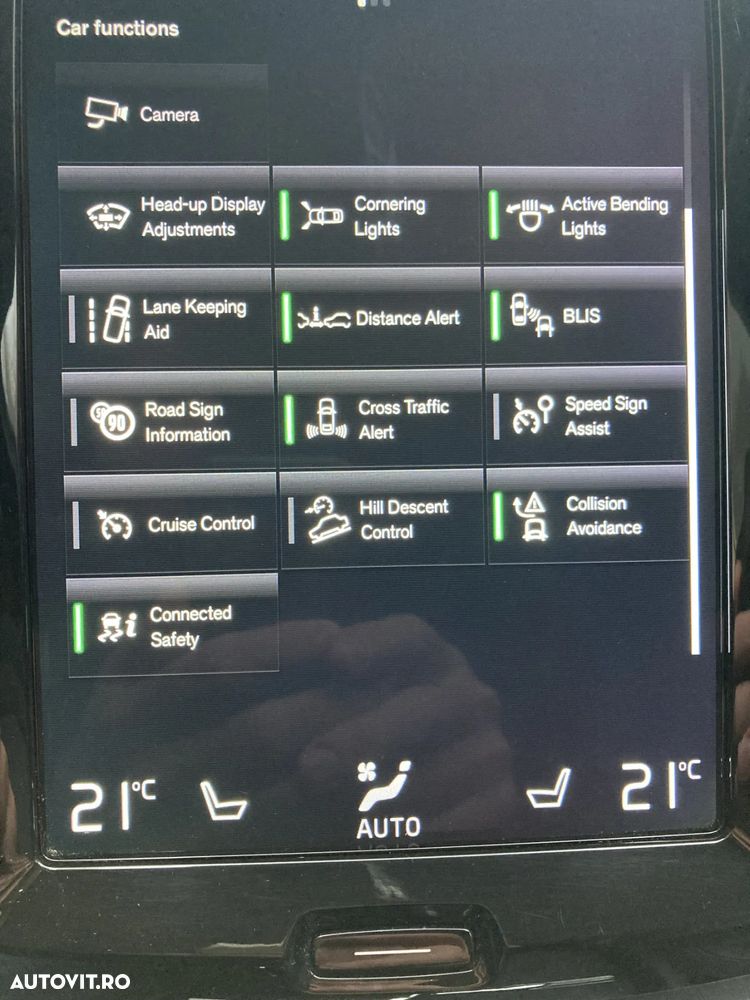 Car functions
Camera
Head-up Display
Adjustments
Cornering
Lights
Active Bending
Lights
Lane Keeping
Aid
Distance Alert
BLIS
50
90
Road Sign
Information
Cross Traffic
Alert
Speed Sign
Assist
Cruise Control
Hill Descent
Control
Collision
Avoidance
i
Connected
Safety
21°C
AUTO
21°C
AUTOVIT.RO